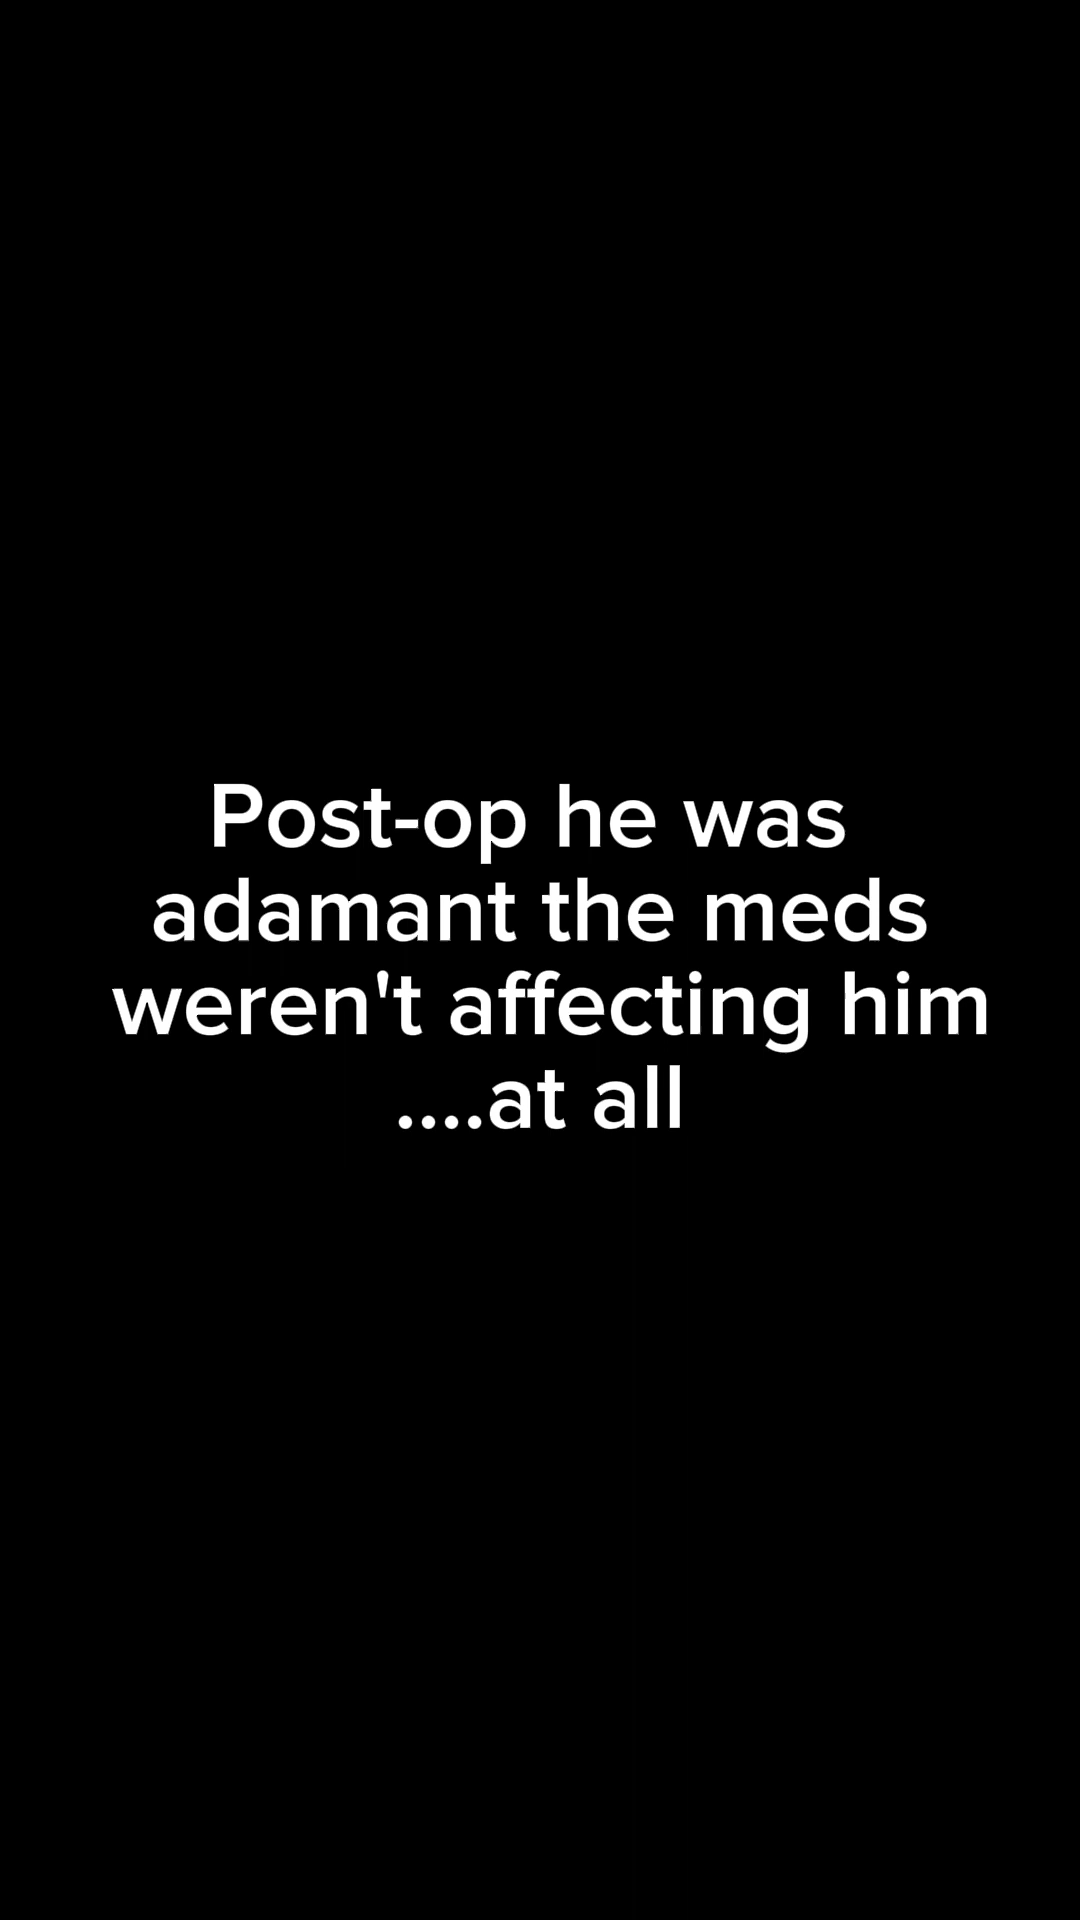 Post-op he was
adamant the meds
weren't affecting him
....at all